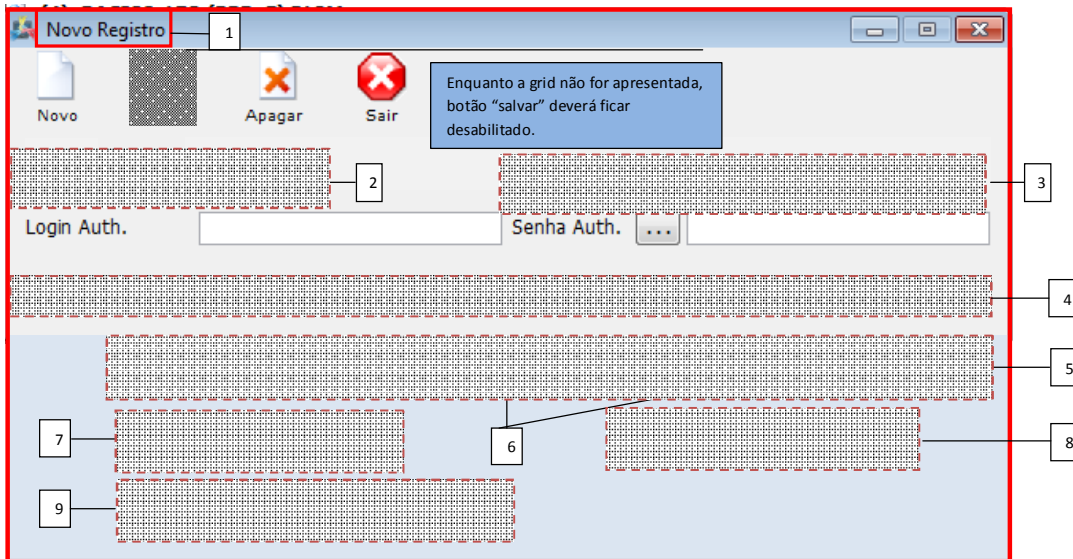 Novo Registro
1
Novo
Apagar
Sair
Enquanto a grid não for apresentada,
botão “salvar” deverá ficar
desabilitado.
2
3
Login Auth.
Senha Auth.
...
4
5
6
7
8
9